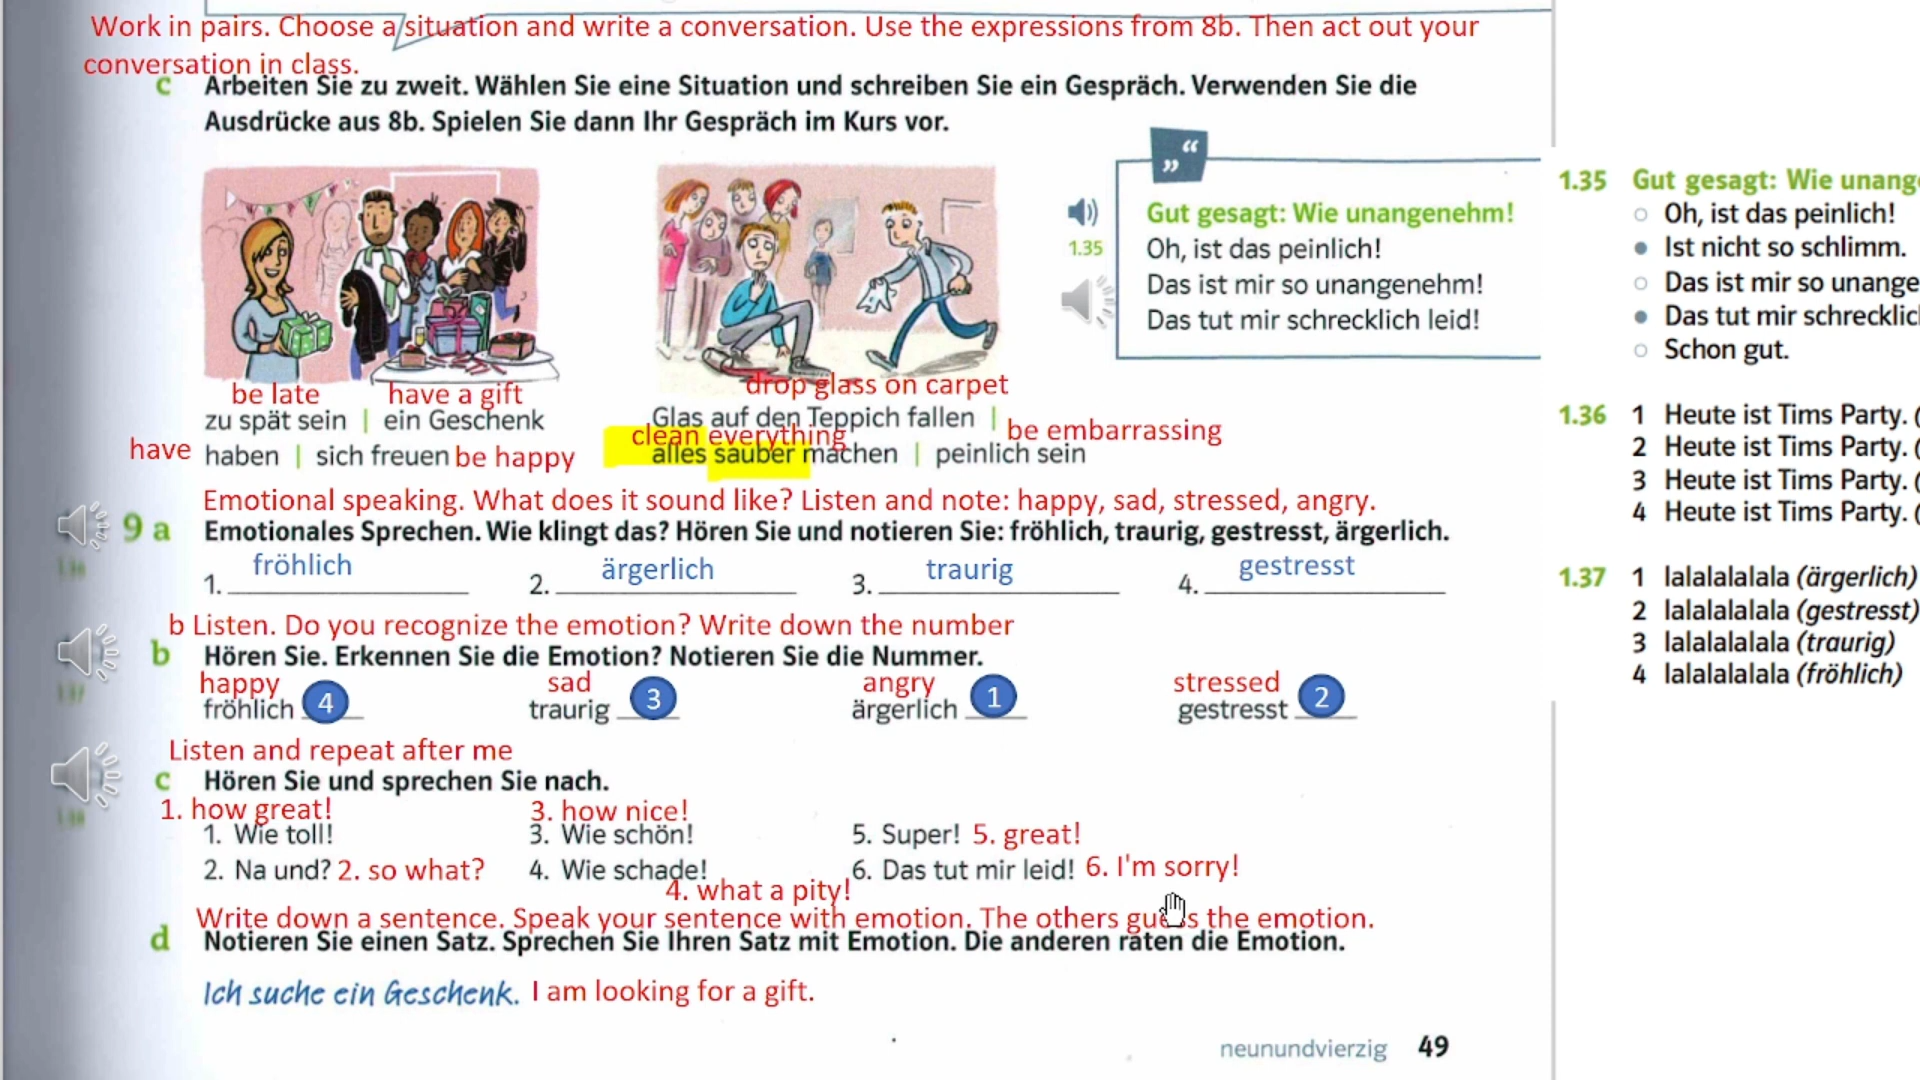 Work in pairs. Choose a situation and write a conversation. Use the expressions from 8b. Then act out your
conversation in class.
c Arbeiten Sie zu zweit. Wählen Sie eine Situation und schreiben Sie ein Gespräch. Verwenden Sie die
Ausdrücke aus 8b. Spielen Sie dann Ihr Gespräch im Kurs vor.
be late have a gift
zu spät sein | ein Geschenk
have haben | sich freuen be happy
drop glass on carpet
Glas auf den Teppich fallen |
clean everything be embarrassing
alles sauber machen | peinlich sein
„ “
Gut gesagt: Wie unangenehm!
1.35 Oh, ist das peinlich!
Das ist mir so unangenehm!
Das tut mir schrecklich leid!
Emotional speaking. What does it sound like? Listen and note: happy, sad, stressed, angry.
9 a Emotionales Sprechen. Wie klingt das? Hören Sie und notieren Sie: fröhlich, traurig, gestresst, ärgerlich.
1. fröhlich 2. ärgerlich 3. traurig 4. gestresst
b Listen. Do you recognize the emotion? Write down the number
b Hören Sie. Erkennen Sie die Emotion? Notieren Sie die Nummer.
happy sad angry stressed
fröhlich 4 traurig 3 ärgerlich 1 gestresst 2
Listen and repeat after me
c Hören Sie und sprechen Sie nach.
1. how great! 3. how nice!
1. Wie toll! 3. Wie schön! 5. Super! 5. great!
2. Na und? 2. so what? 4. Wie schade! 6. Das tut mir leid! 6. I'm sorry!
4. what a pity!
Write down a sentence. Speak your sentence with emotion. The others guess the emotion.
d Notieren Sie einen Satz. Sprechen Sie Ihren Satz mit Emotion. Die anderen raten die Emotion.
Ich suche ein Geschenk. I am looking for a gift.
neunundvierzig 49
1.35 Gut gesagt: Wie
Oh, ist das peinlich!
Ist nicht so schlimm.
Das ist mir so
Das tut mir
Schon gut.
1.36 1 Heute ist Tims Party. (
2 Heute ist Tims Party. (
3 Heute ist Tims Party. (
4 Heute ist Tims Party. (
1.37 1 lalalalalala (ärgerlich)
2 lalalalalala (gestresst)
3 lalalalalala (traurig)
4 lalalalalala (fröhlich)